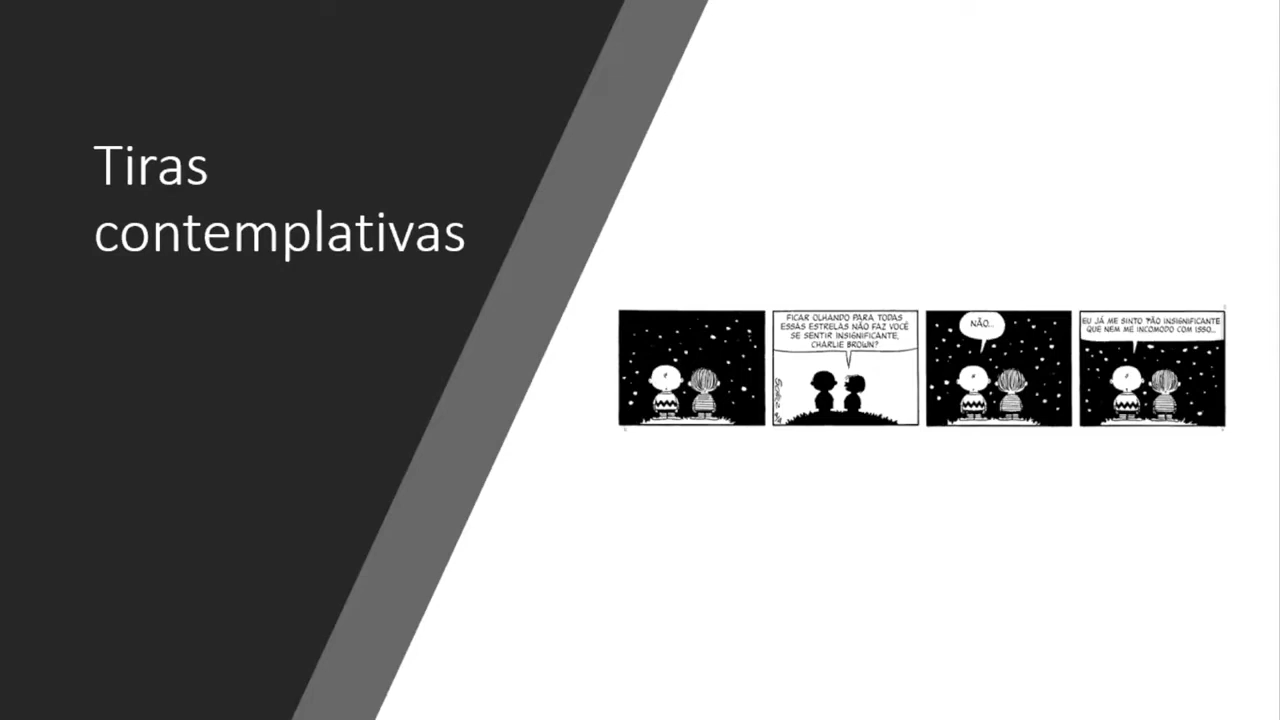 Tiras
contemplativas
FICAR OLHANDO PARA TODAS
ESSAS ESTRELAS NÃO FAZ VOCÊ
SE SENTIR INSIGNIFICANTE,
CHARLIE BROWN?
NÃO...
EU JÁ ME SINTO TÃO INSIGNIFICANTE
QUE NEM ME INCOMODO COM ISSO...